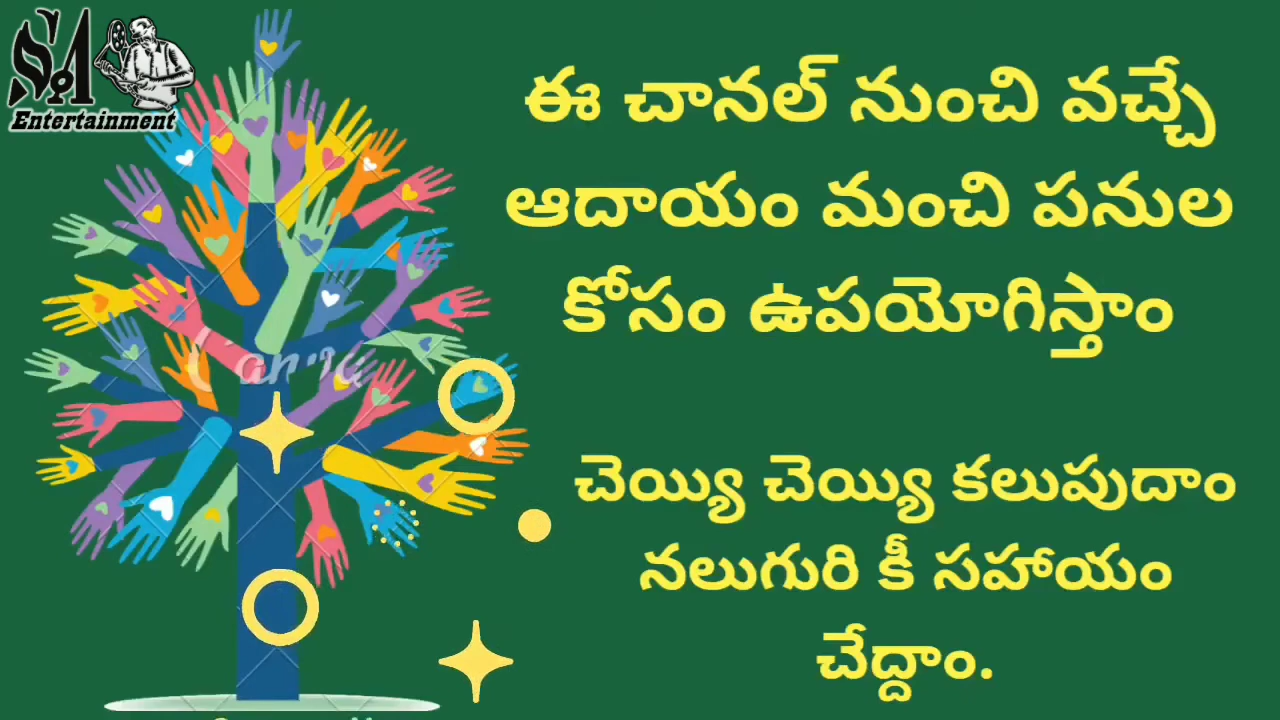 SA
Entertainment
ఈ చానల్ నుంచి వచ్చే
ఆదాయం మంచి పనుల
కోసం ఉపయోగిస్తాం
చెయ్యి చెయ్యి కలుపుదాం
నలుగురి కీ సహాయం
చేద్దాం.